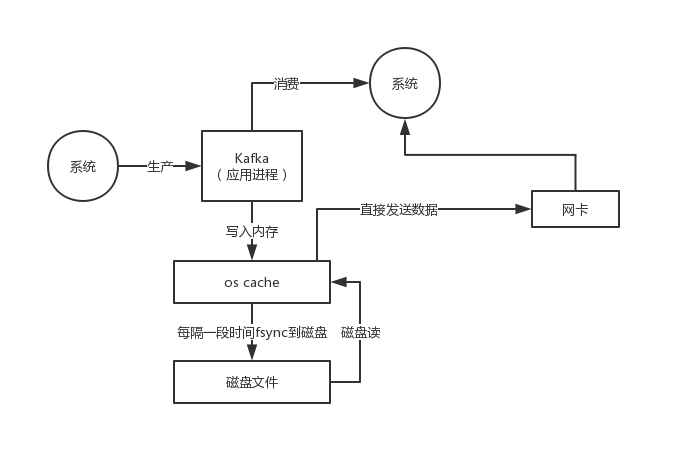 消费
系统
系统
生产
Kafka
（ 应用进程 ）
直接发送数据
网卡
写入内存
os cache
每隔一段时间fsync到磁盘
磁盘读
磁盘文件